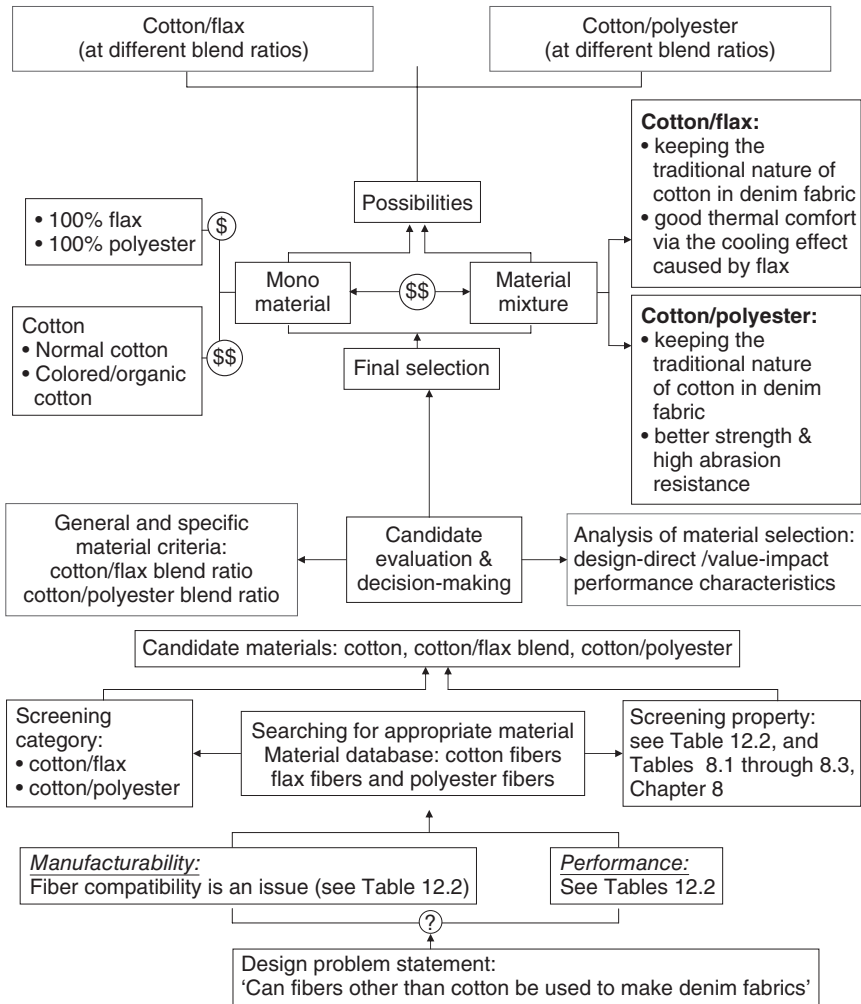 Cotton/flax
(at different blend ratios)
Cotton/polyester
(at different blend ratios)
Cotton/flax:
• keeping the
traditional nature of
cotton in denim fabric
• good thermal comfort
via the cooling effect
caused by flax
Possibilities
• 100% flax
• 100% polyester
$
Mono
material
$$
Material
mixture
Cotton
• Normal cotton
• Colored/organic
cotton
$$
Cotton/polyester:
• keeping the
traditional nature
of cotton in denim
fabric
• better strength &
high abrasion
resistance
Final selection
General and specific
material criteria:
cotton/flax blend ratio
cotton/polyester blend ratio
Candidate
evaluation &
decision-making
Analysis of material selection:
design-direct /value-impact
performance characteristics
Candidate materials: cotton, cotton/flax blend, cotton/polyester
Screening
category:
• cotton/flax
• cotton/polyester
Searching for appropriate material
Material database: cotton fibers
flax fibers and polyester fibers
Screening property:
see Table 12.2, and
Tables 8.1 through 8.3,
Chapter 8
Manufacturability:
Fiber compatibility is an issue (see Table 12.2)
Performance:
See Tables 12.2
?
Design problem statement:
‘Can fibers other than cotton be used to make denim fabrics’